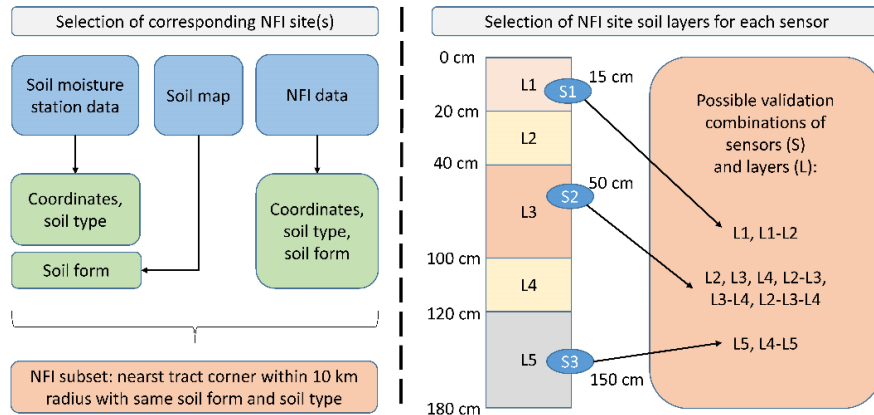 Selection of corresponding NFI site(s)
Soil moisture
station data
Soil map
NFI data
Coordinates,
soil type
Soil form
Coordinates,
soil type,
soil form
NFI subset: nearest tract corner within 10 km
radius with same soil form and soil type
Selection of NFI site soil layers for each sensor
0 cm
20 cm
40 cm
100 cm
120 cm
180 cm
L1
L2
L3
L4
L5
S1
15 cm
S2
50 cm
S3
150 cm
Possible validation
combinations of
sensors (S)
and layers (L):
L1, L1-L2
L2, L3, L4, L2-L3,
L3-L4, L2-L3-L4
L5, L4-L5